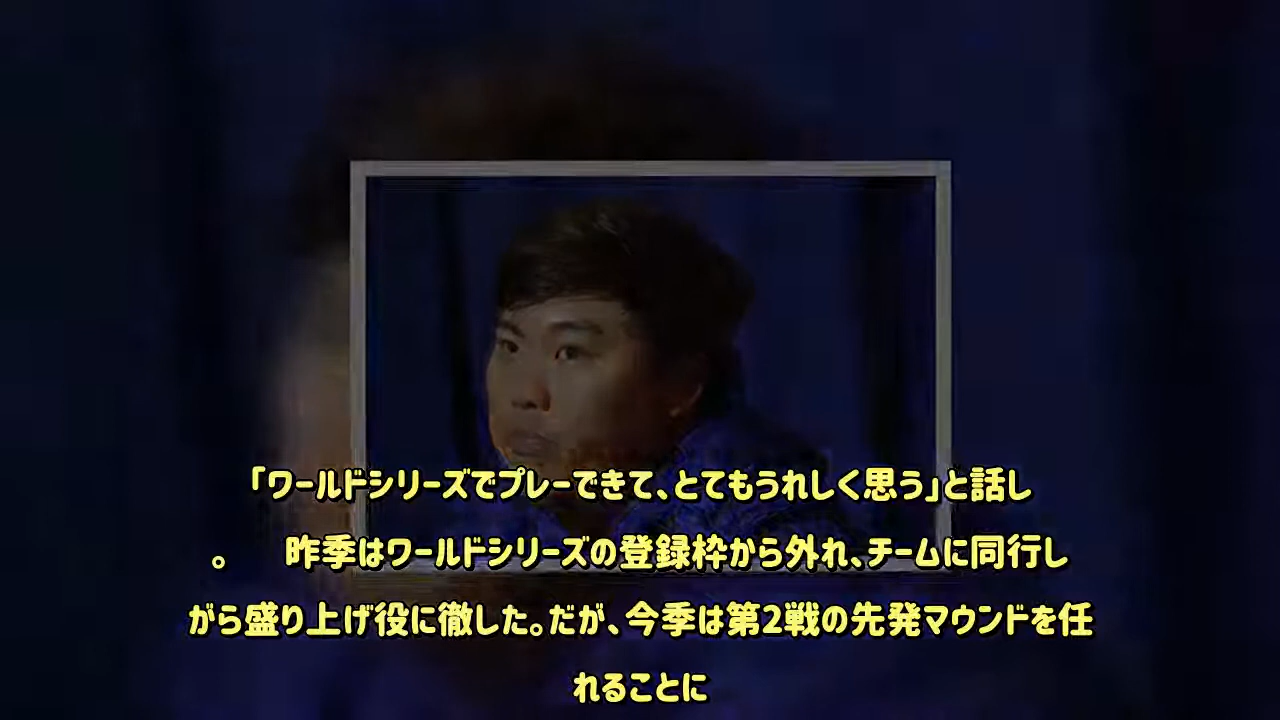 「ワールドシリーズでプレーできて、とてもうれしく思う」と話し
。　昨季はワールドシリーズの登録枠から外れ、チームに同行し
がら盛り上げ役に徹した。だが、今季は第2戦の先発マウンドを任
れることに